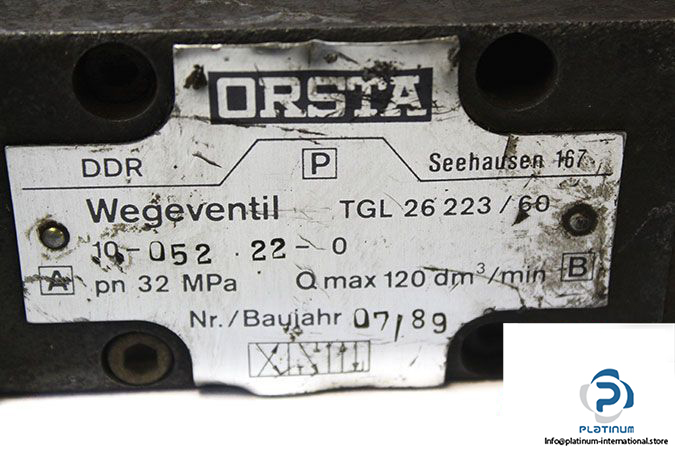 ORSTA
DDR P Seehausen 167
Wegeventil TGL 26 223 / 60
10-052 22-0
A pn 32 MPa Q max 120 dm³/min B
Nr./Baujahr 07/89
PLATINUM
Info@platinum-international.store